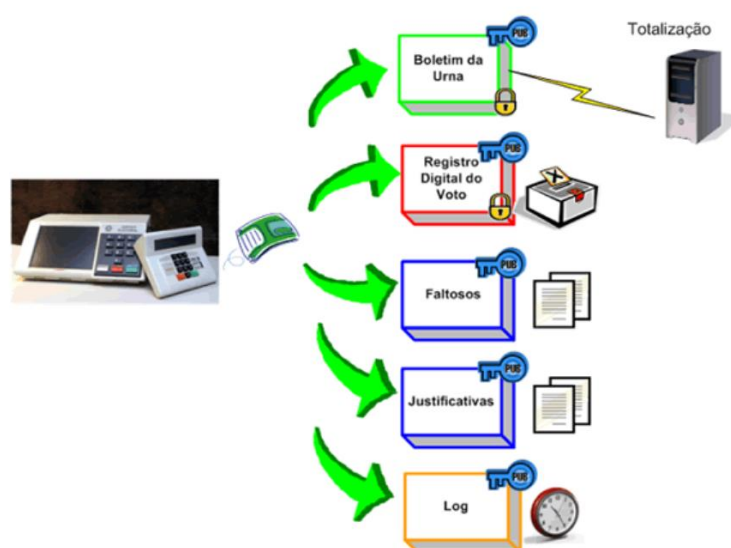 Totalização
PUB
Boletim da
Urna
PUB
Registro
Digital do
Voto
PUB
Faltosos
PUB
Justificativas
PUB
Log